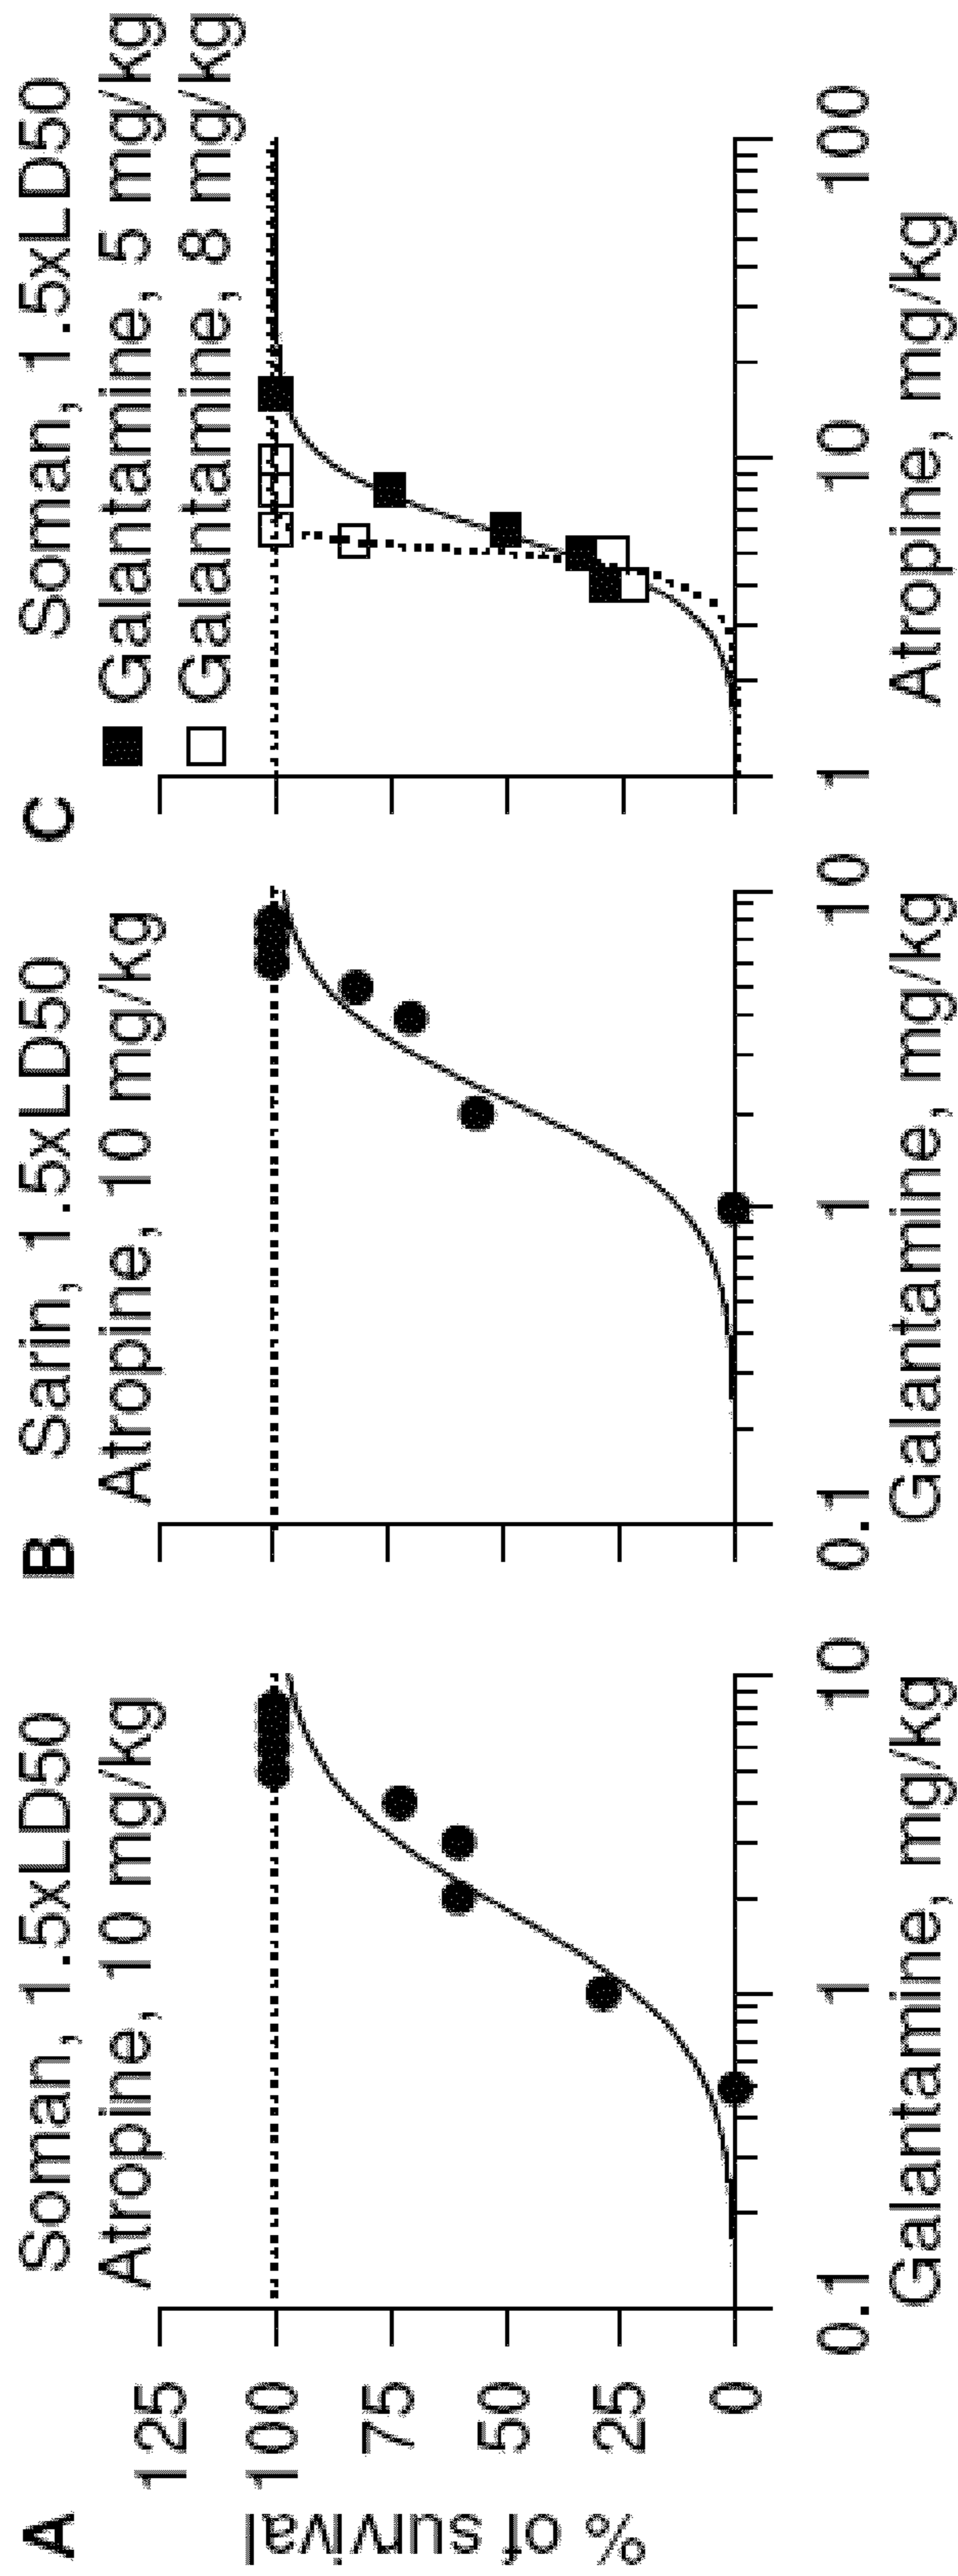 A
Soman, 1.5xLD50
Atropine, 10 mg/kg
% of survival
125
100
75
50
25
0
0.1
1
10
Galantamine, mg/kg
B
Sarin, 1.5xLD50
Atropine, 10 mg/kg
0.1
1
10
Galantamine, mg/kg
C
Soman, 1.5xLD50
Galantamine, 5 mg/kg
Galantamine, 8 mg/kg
1
10
100
Atropine, mg/kg